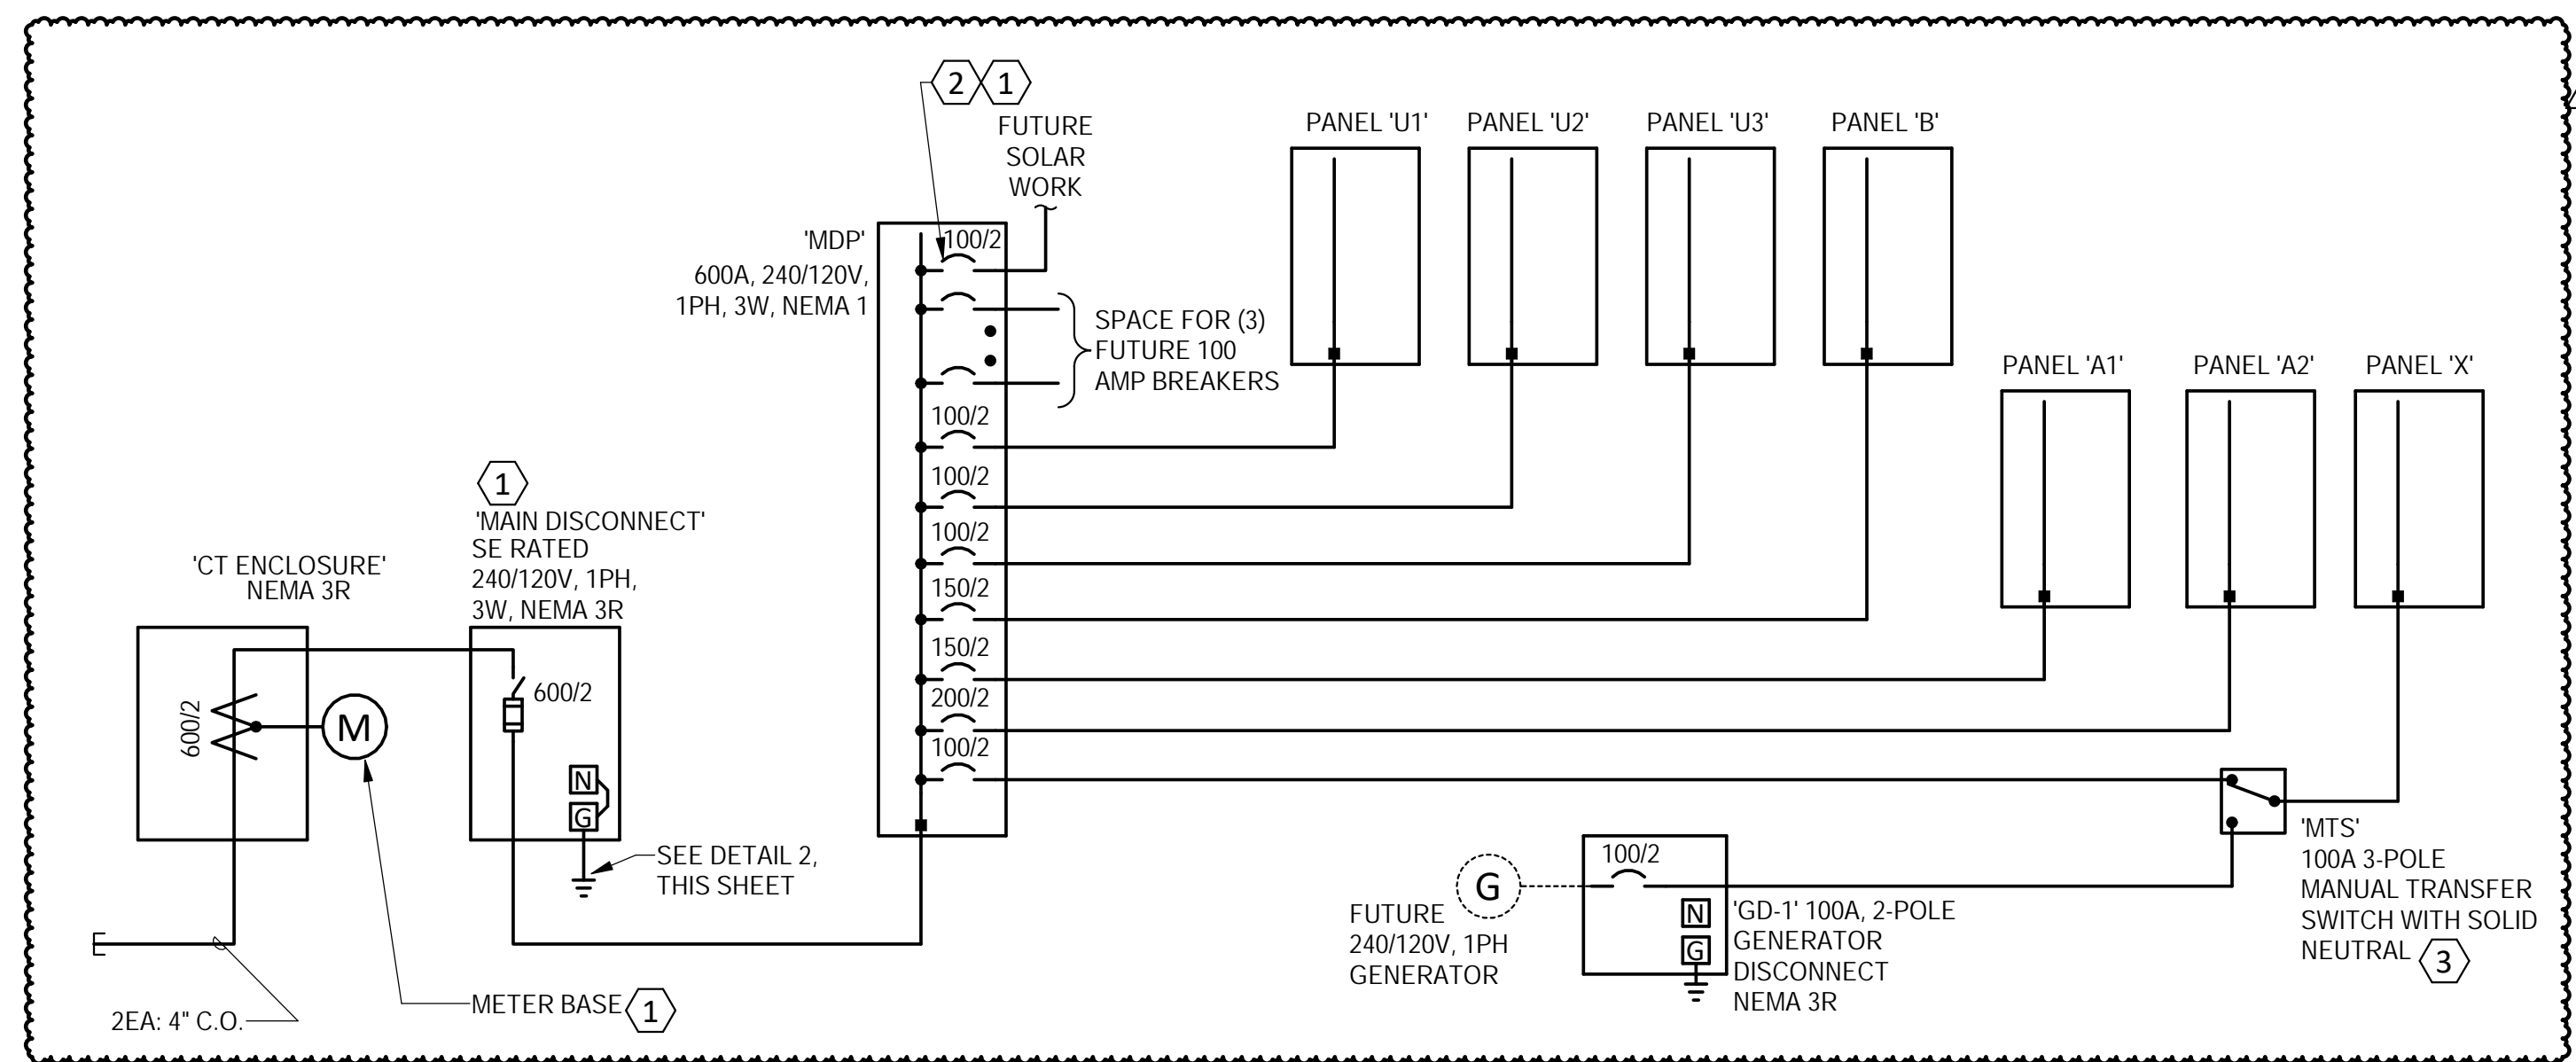 2 1
FUTURE
SOLAR
WORK
PANEL 'U1'
PANEL 'U2'
PANEL 'U3'
PANEL 'B'
'MDP'
600A, 240/120V,
1PH, 3W, NEMA 1
100/2
SPACE FOR (3)
FUTURE 100
AMP BREAKERS
100/2
100/2
100/2
150/2
150/2
200/2
100/2
PANEL 'A1'
PANEL 'A2'
PANEL 'X'
1
'MAIN DISCONNECT'
SE RATED
240/120V, 1PH,
3W, NEMA 3R
'CT ENCLOSURE'
NEMA 3R
600/2
M
600/2
N
G
SEE DETAIL 2,
THIS SHEET
METER BASE 1
2EA: 4" C.O.
G
FUTURE
240/120V, 1PH
GENERATOR
100/2
N
G
'GD-1' 100A, 2-POLE
GENERATOR
DISCONNECT
NEMA 3R
'MTS'
100A 3-POLE
MANUAL TRANSFER
SWITCH WITH SOLID
NEUTRAL 3